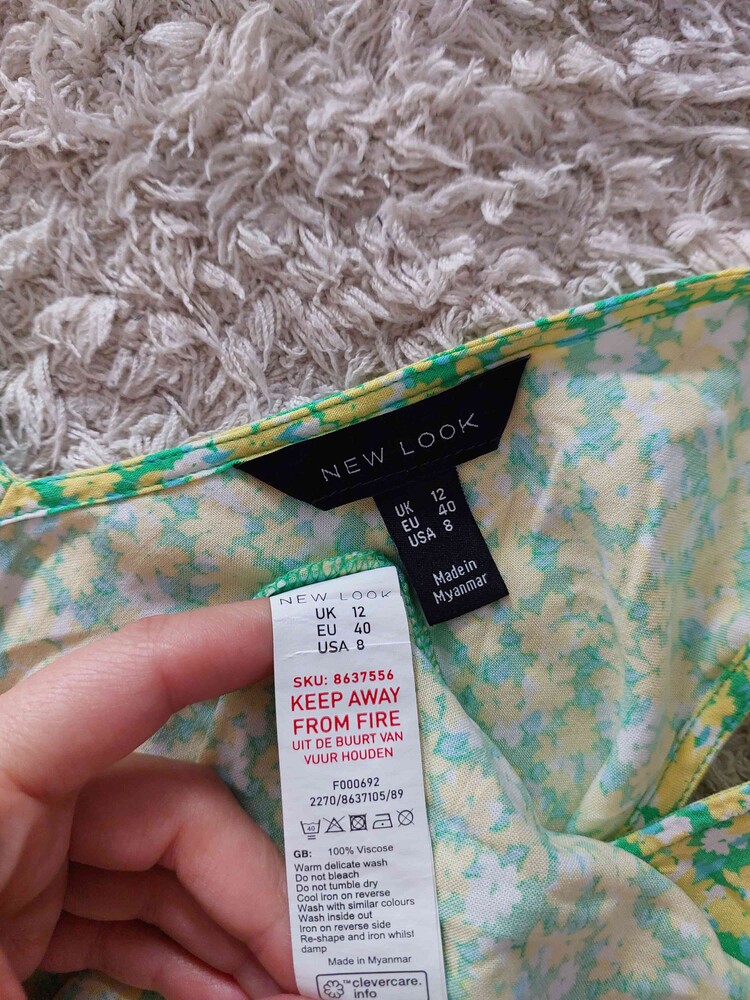 NEW LOOK
UK 12
EU 40
USA 8
Made in
Myanmar
NEW LOOK
UK 12
EU 40
USA 8
SKU: 8637556
KEEP AWAY
FROM FIRE
UIT DE BUURT VAN
VUUR HOUDEN
F000692
2270/8637105/89
40
GB: 100% Viscose
Warm delicate wash
Do not bleach
Do not tumble dry
Cool iron on reverse
Wash with similar colours
Wash inside out
Iron on reverse side
Re-shape and iron whilst
damp
Made in Myanmar
™clevercare.
info